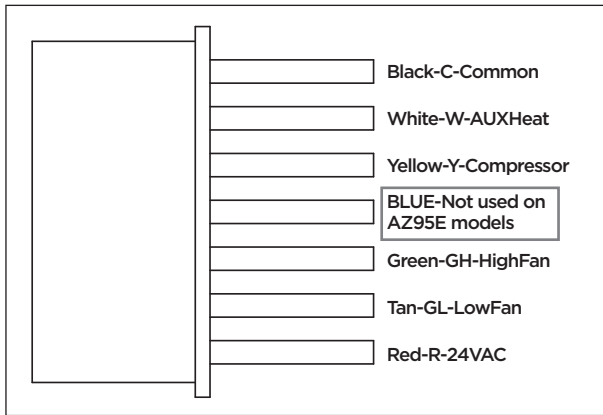 Black-C-Common
White-W-AUXHeat
Yellow-Y-Compressor
BLUE-Not used on
AZ95E models
Green-GH-HighFan
Tan-GL-LowFan
Red-R-24VAC